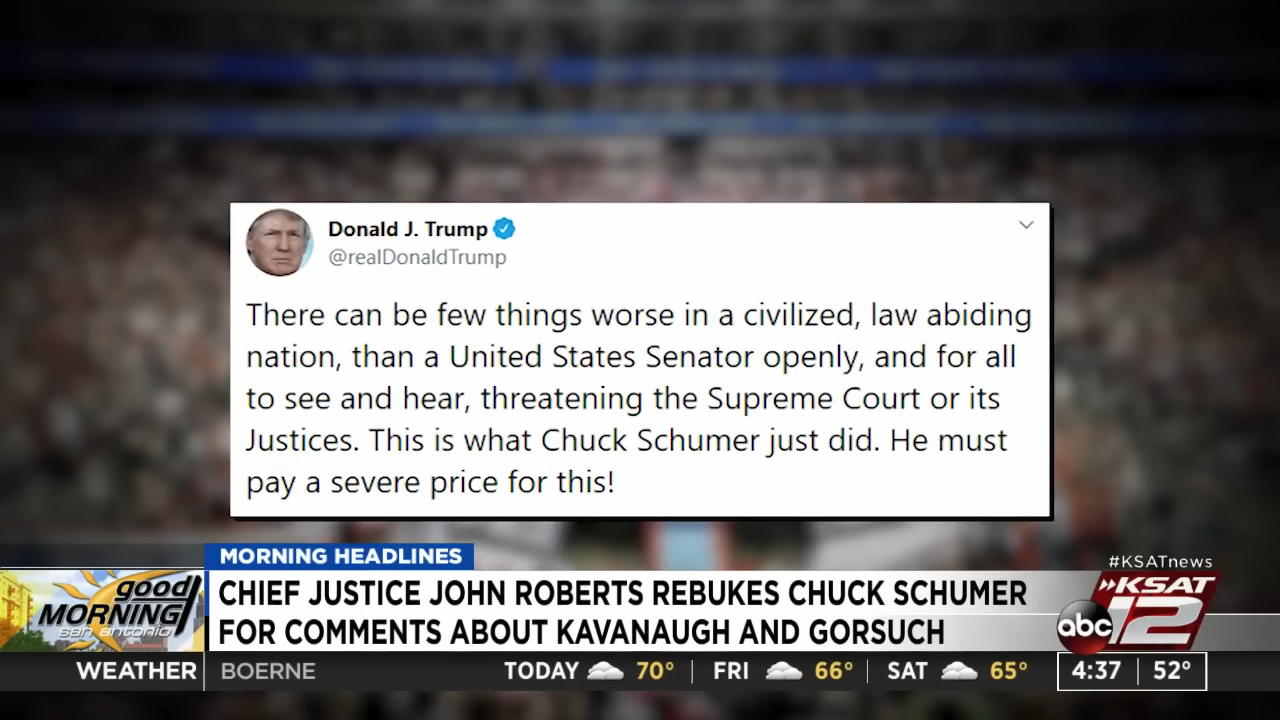 Donald J. Trump
@realDonaldTrump
There can be few things worse in a civilized, law abiding
nation, than a United States Senator openly, and for all
to see and hear, threatening the Supreme Court or its
Justices. This is what Chuck Schumer just did. He must
pay a severe price for this!
MORNING HEADLINES
#KSATnews
good
MORNING
san antonio
CHIEF JUSTICE JOHN ROBERTS REBUKES CHUCK SCHUMER
FOR COMMENTS ABOUT KAVANAUGH AND GORSUCH
KSAT
abc 12
WEATHER BOERNE TODAY 70° FRI 66° SAT 65° 4:37 52°